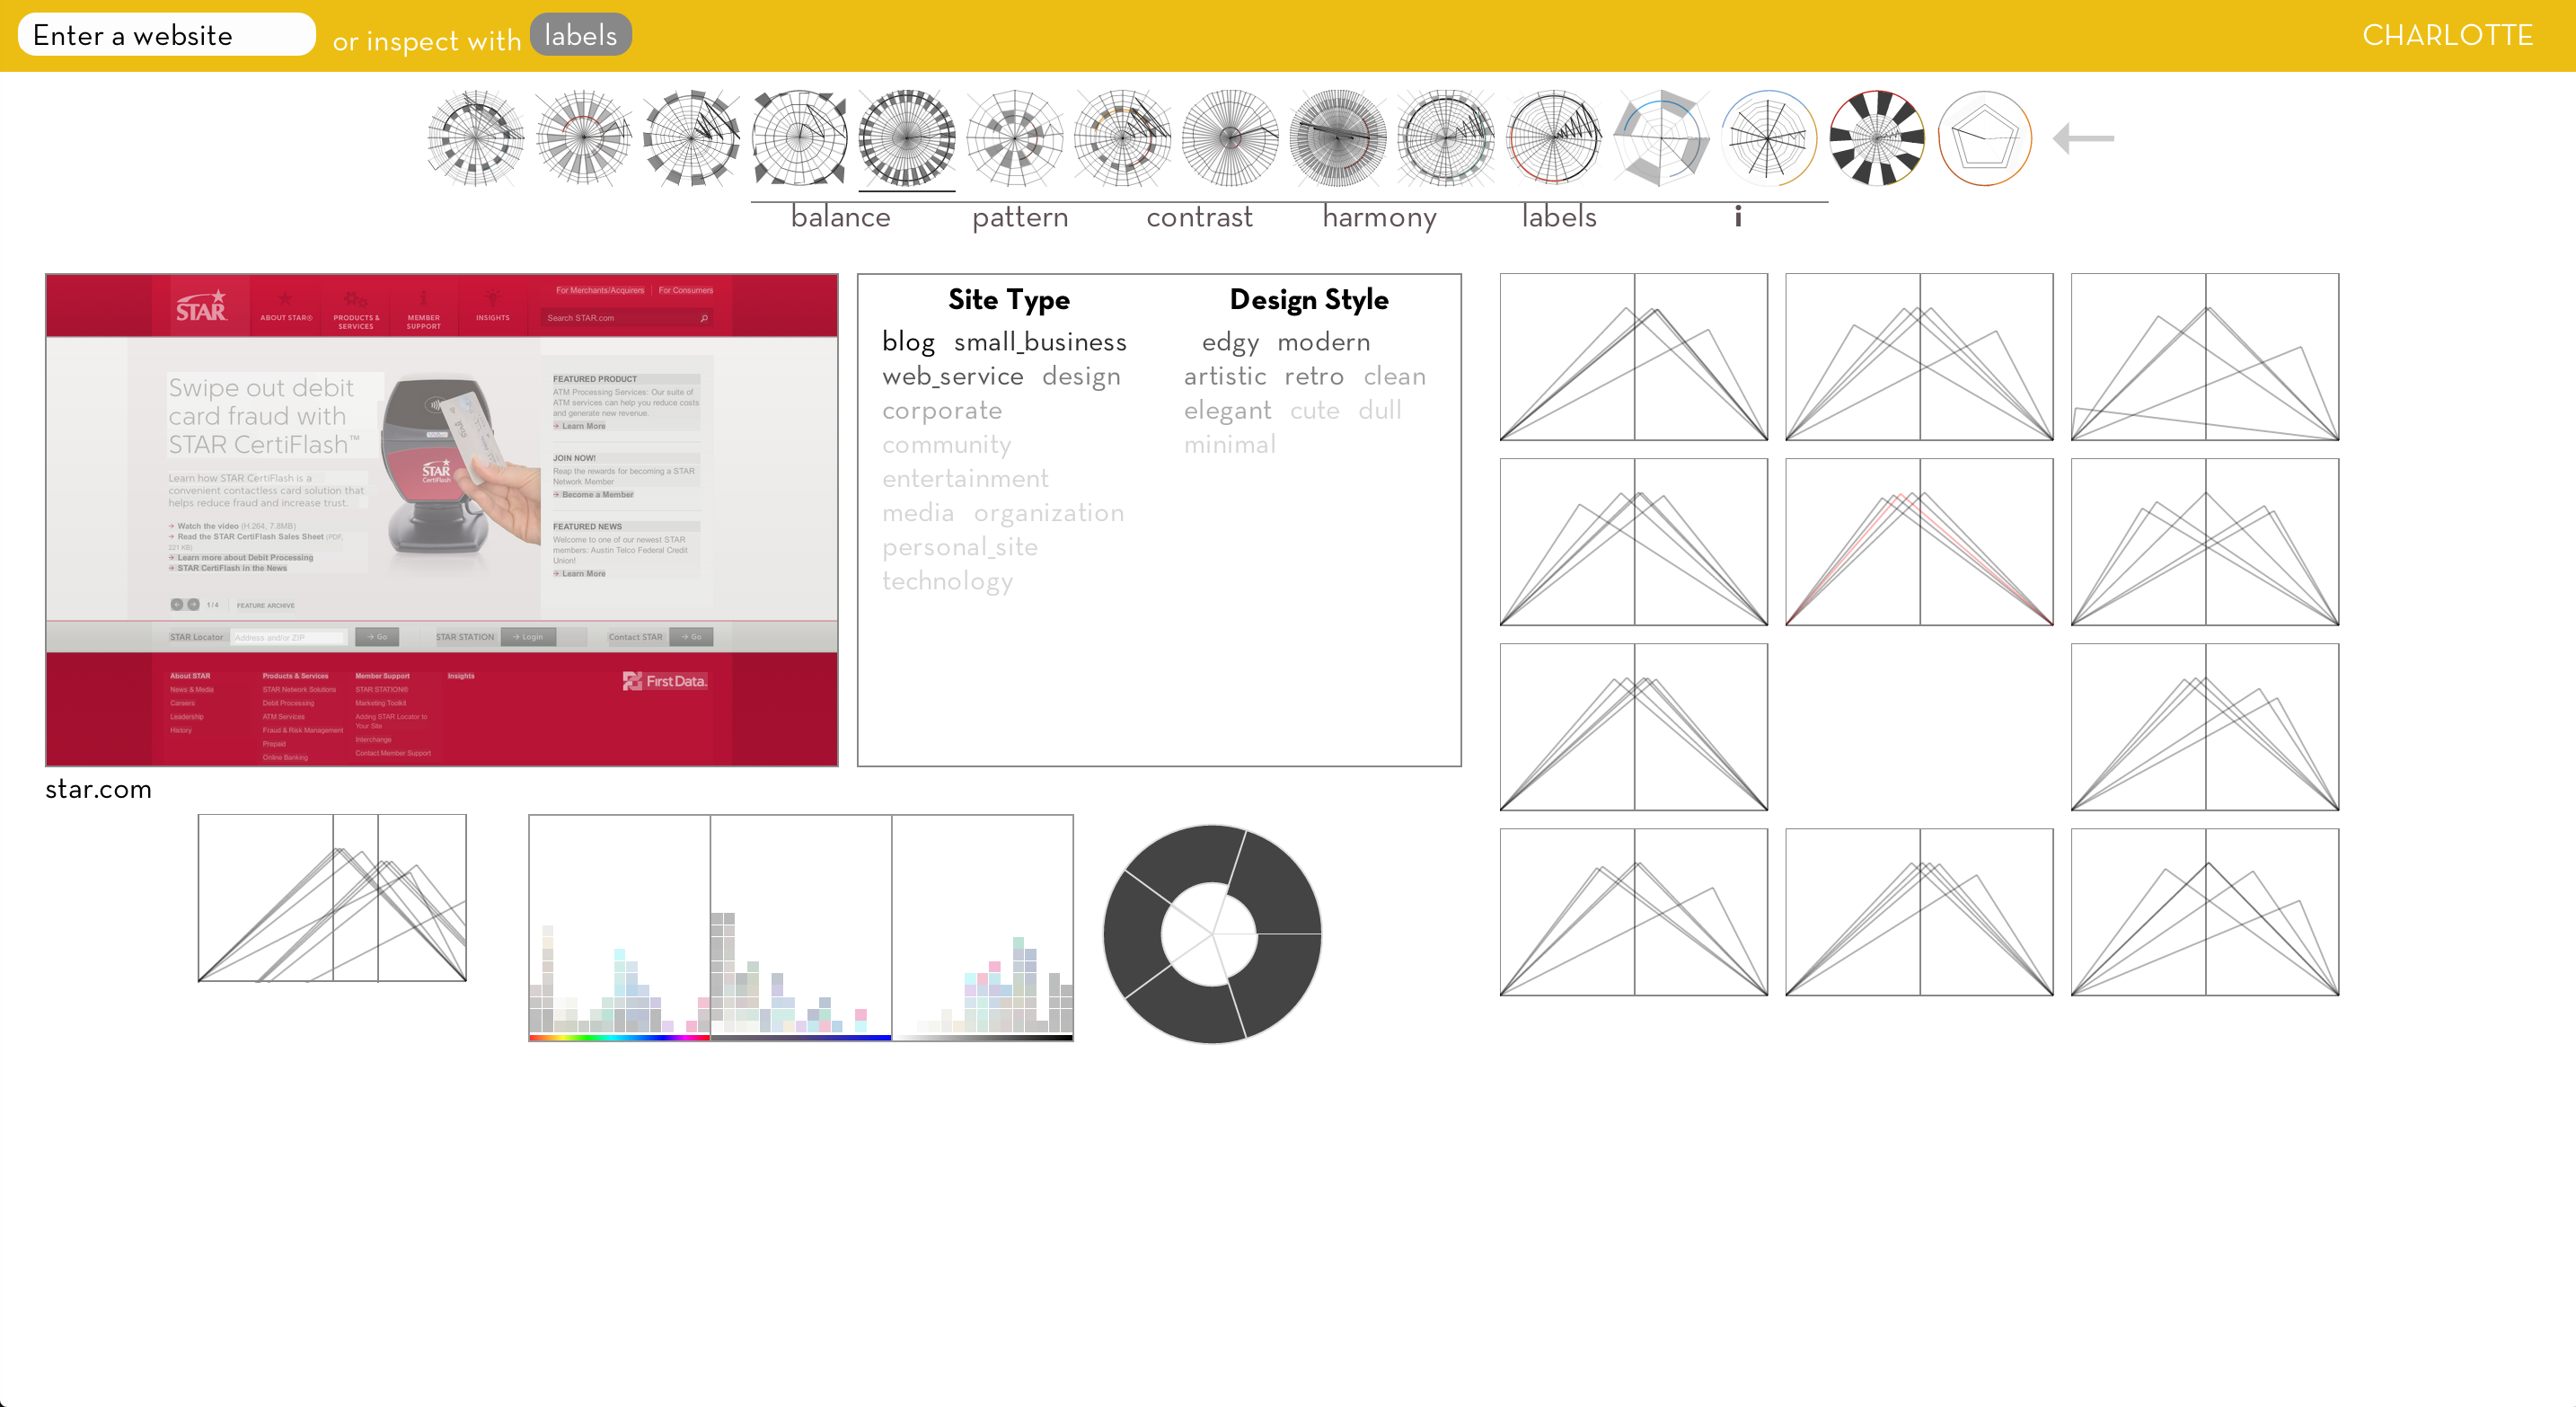 Enter a website
or inspect with labels
CHARLOTTE
balance pattern contrast harmony labels i
STAR
ABOUT STAR®
PRODUCTS & SERVICES
MEMBER SUPPORT
INSIGHTS
For Merchants/Acquirers | For Consumers
Search STAR.com
Swipe out debit
card fraud with
STAR CertiFlash™
Learn how STAR CertiFlash is a
convenient contactless card solution that
helps reduce fraud and increase trust.
Watch the video (H.264, 7.8MB)
Read the STAR CertiFlash Sales Sheet (PDF,
221 KB)
Learn more about Debit Processing
STAR CertiFlash in the News
1/4 FEATURE ARCHIVE
STAR
CertiFlash
FEATURED PRODUCT
ATM Processing Services: Our suite of
ATM services can help you reduce costs
and generate new revenue.
Learn More
JOIN NOW!
Reap the rewards for becoming a STAR
Network Member
Become a Member
FEATURED NEWS
Welcome to one of our newest STAR
members: Austin Telco Federal Credit
Union!
Learn More
STAR Locator Address and/or ZIP Go
STAR STATION Login
Contact STAR Go
About STAR
News & Media
Careers
Leadership
History
Products & Services
STAR Network Solutions
Debit Processing
ATM Services
Fraud & Risk Management
Prepaid
Online Banking
Member Support
STAR STATION®
Marketing Toolkit
Adding STAR Locator to
Your Site
Interchange
Contact Member Support
Insights
First Data.
star.com
Site Type
blog small_business
web_service design
corporate
community
entertainment
media organization
personal_site
technology
Design Style
edgy modern
artistic retro clean
elegant cute dull
minimal